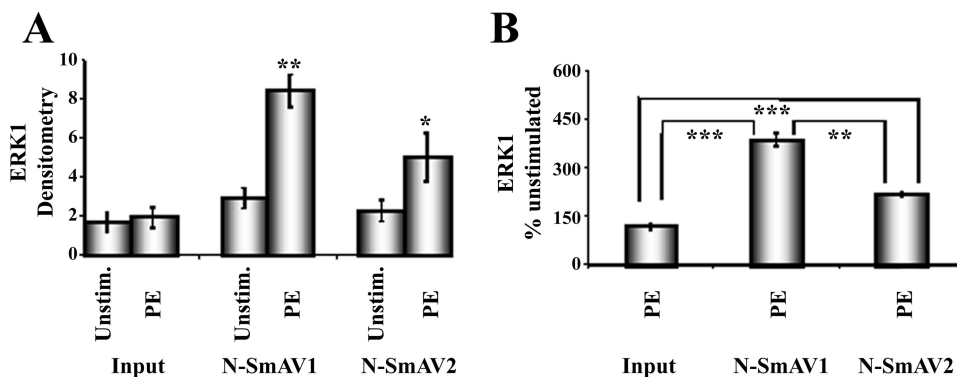 A
ERK1
Densitometry
10
8
6
4
2
0
**
*
Unstim.
PE
Unstim.
PE
Unstim.
PE
Input
N-SmAV1
N-SmAV2
B
ERK1
% unstimulated
600
450
300
150
0
***
***
**
PE
PE
PE
Input
N-SmAV1
N-SmAV2